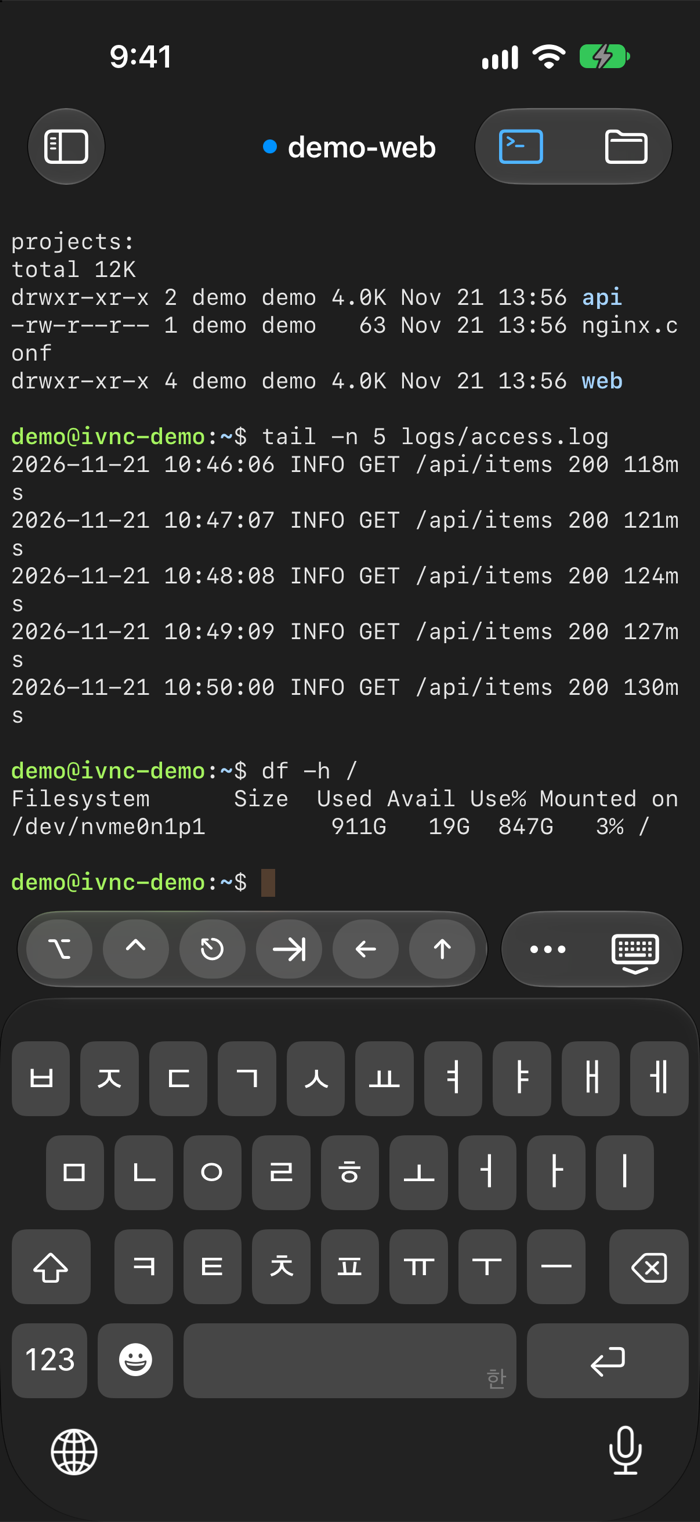 9:41
demo-web
projects:
total 12K
drwxr-xr-x 2 demo demo 4.0K Nov 21 13:56 api
-rw-r--r-- 1 demo demo   63 Nov 21 13:56 nginx.c
onf
drwxr-xr-x 4 demo demo 4.0K Nov 21 13:56 web
demo@ivnc-demo:~$ tail -n 5 logs/access.log
2026-11-21 10:46:06 INFO GET /api/items 200 118m
s
2026-11-21 10:47:07 INFO GET /api/items 200 121m
s
2026-11-21 10:48:08 INFO GET /api/items 200 124m
s
2026-11-21 10:49:09 INFO GET /api/items 200 127m
s
2026-11-21 10:50:00 INFO GET /api/items 200 130m
s
demo@ivnc-demo:~$ df -h /
Filesystem      Size  Used Avail Use% Mounted on
/dev/nvme0n1p1         911G   19G  847G   3% /
demo@ivnc-demo:~$
ㅂ ㅈ ㄷ ㄱ ㅅ ㅛ ㅕ ㅑ ㅐ ㅔ
ㅁ ㄴ ㅇ ㄹ ㅎ ㅗ ㅓ ㅏ ㅣ
ㅋ ㅌ ㅊ ㅍ ㅠ ㅜ ㅡ
123 한